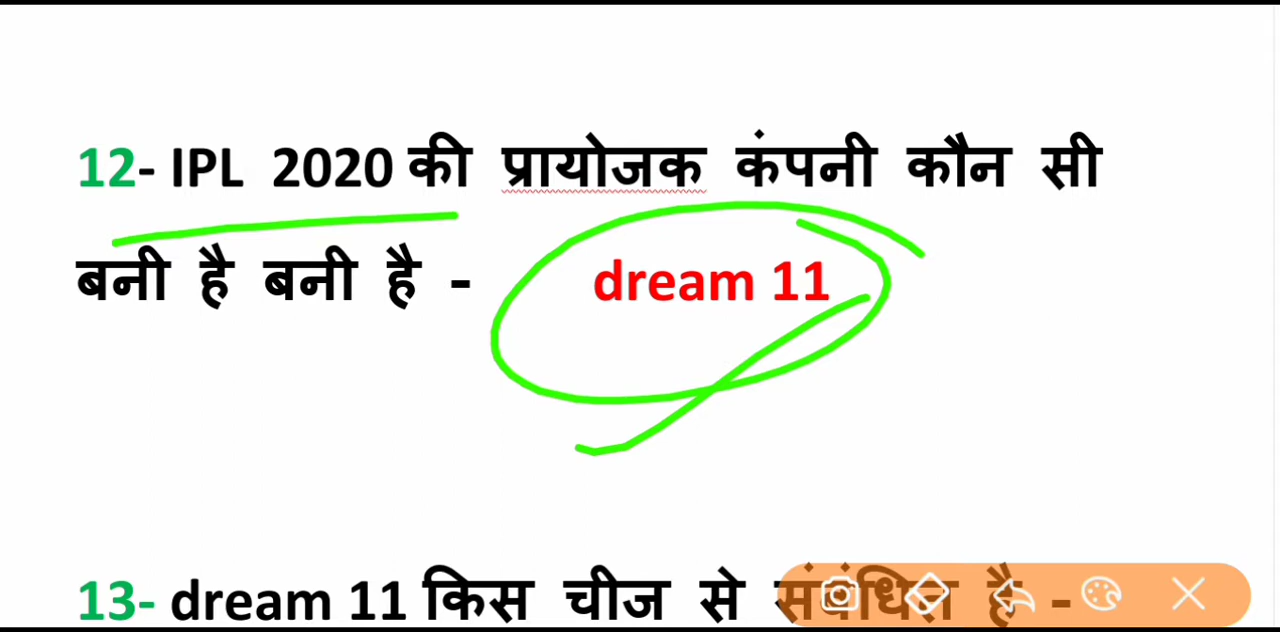 12- IPL 2020 की प्रायोजक कंपनी कौन सी
बनी है बनी है - dream 11
13- dream 11 किस चीज से संबंधित है -